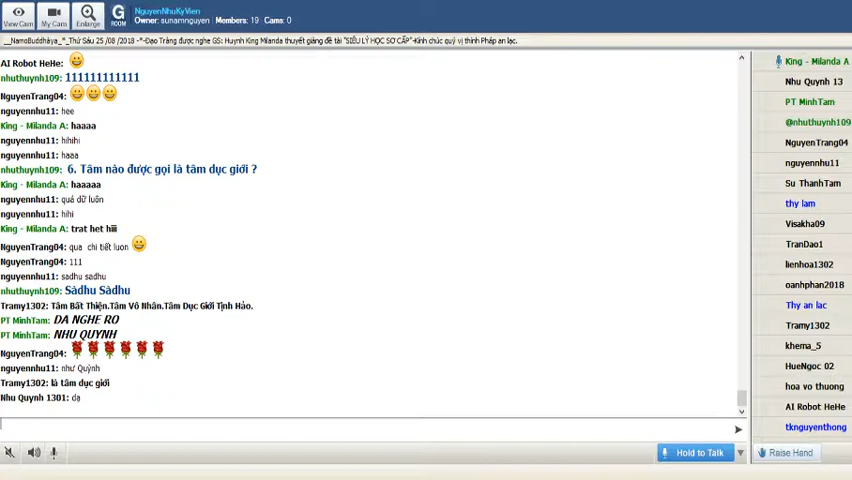 View Cam
My Cam
Enlarge
G
ROOM
NguyenNhuKyVien
Owner: sunamnguyen | Members: 19 | Cams: 0
__NamoBuddhàya_*_Thứ Sáu 25 /08 /2018 -*-Đạo Tràng được nghe GS: Huynh King Milanda thuyết giảng đề tài "SIÊU LÝ HỌC SƠ CẤP"-Kính chúc quý vị thính Pháp an lạc.
AI Robot HeHe:
nhuthuynh109: 111111111111
NguyenTrang04:
nguyennhu11: hee
King - Milanda A: haaaa
nguyennhu11: hihihi
nguyennhu11: haaa
nhuthuynh109: 6. Tâm nào được gọi là tâm dục giới ?
King - Milanda A: haaaaa
nguyennhu11: quá dữ luôn
nguyennhu11: hihi
King - Milanda A: trat het hiii
NguyenTrang04: qua chi tiết luon
NguyenTrang04: 111
nguyennhu11: sadhu sadhu
nhuthuynh109: Sàdhu Sàdhu
Tramy1302: Tâm Bất Thiện.Tâm Vô Nhân.Tâm Dục Giới Tịnh Hảo.
PT MinhTam: DA NGHE RO
PT MinhTam: NHU QUYNH
NguyenTrang04:
nguyennhu11: như Quỳnh
Tramy1302: là tâm dục giới
Nhu Quynh 1301: dạ
Hold to Talk
King - Milanda A
Nhu Quynh 13
PT MinhTam
@nhuthuynh109
NguyenTrang04
nguyennhu11
Su ThanhTam
thy lam
Visakha09
TranDao1
lienhoa1302
oanhphan2018
Thy an lac
Tramy1302
khema_5
HueNgoc 02
hoa vo thuong
AI Robot HeHe
tknguyenthong
Raise Hand